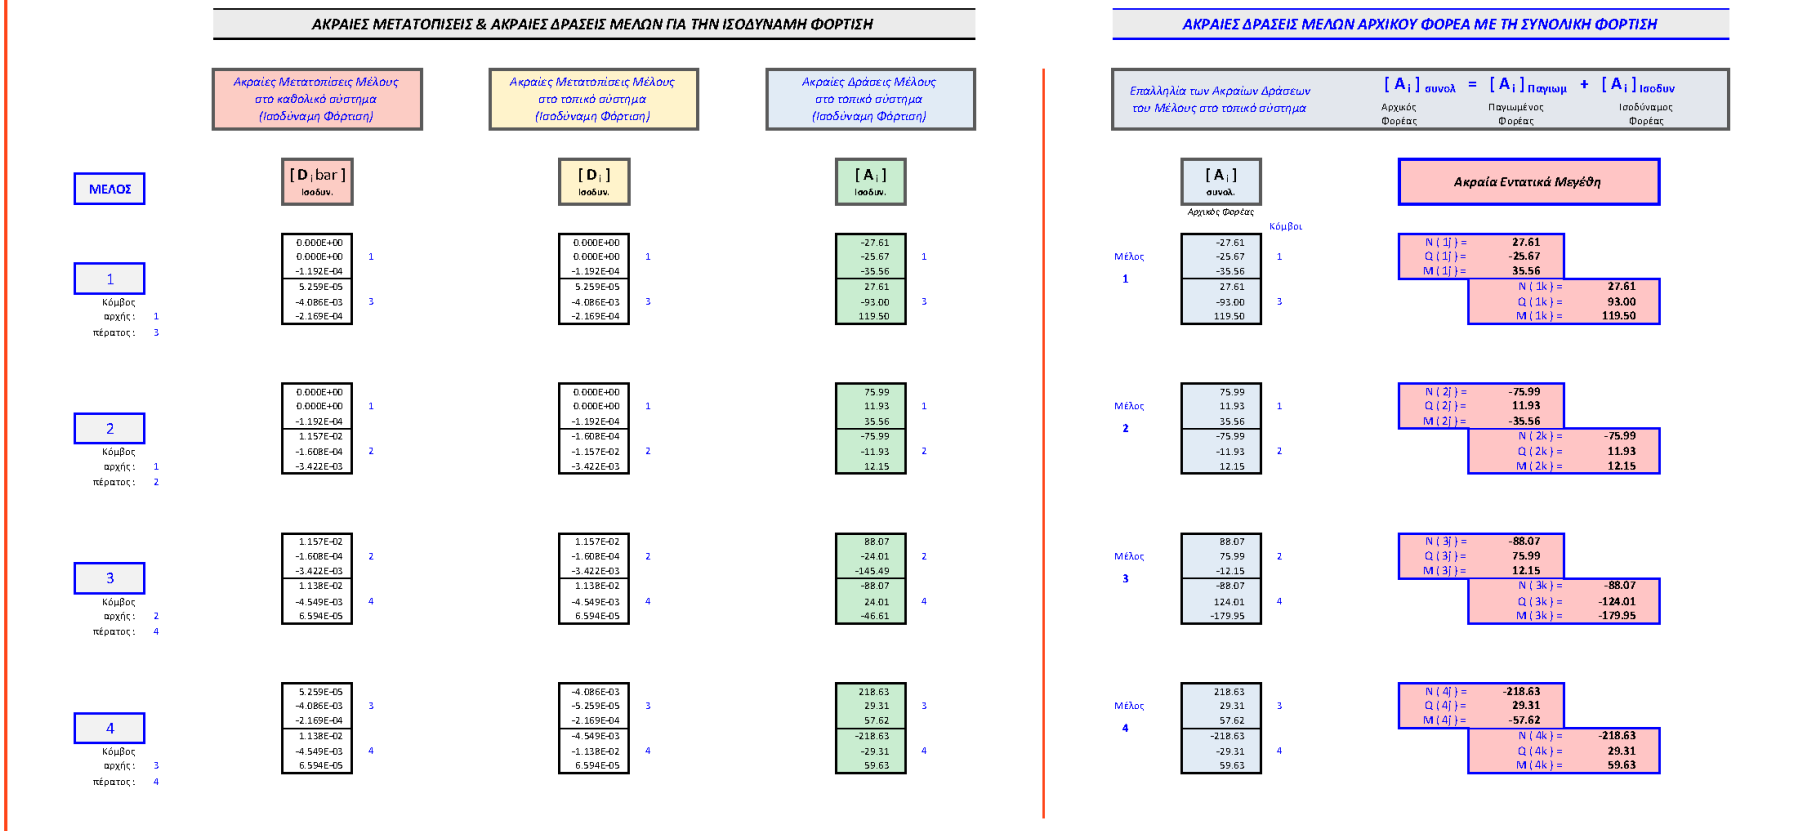 ΑΚΡΑΙΕΣ ΜΕΤΑΤΟΠΙΣΕΙΣ & ΑΚΡΑΙΕΣ ΔΡΑΣΕΙΣ ΜΕΛΩΝ ΓΙΑ ΤΗΝ ΙΣΟΔΥΝΑΜΗ ΦΟΡΤΙΣΗ
ΑΚΡΑΙΕΣ ΔΡΑΣΕΙΣ ΜΕΛΩΝ ΑΡΧΙΚΟΥ ΦΟΡΕΑ ΜΕ ΤΗ ΣΥΝΟΛΙΚΗ ΦΟΡΤΙΣΗ
Ακραίες Μετατοπίσεις Μέλους
στο καθολικό σύστημα
(Ισοδύναμη Φόρτιση)
Ακραίες Μετατοπίσεις Μέλους
στο τοπικό σύστημα
(Ισοδύναμη Φόρτιση)
Ακραίες Δράσεις Μέλους
στο τοπικό σύστημα
(Ισοδύναμη Φόρτιση)
Επαλληλία των Ακραίων Δράσεων
του Μέλους στο τοπικό σύστημα
[ A i ] συνολ = [ A i ] Παγιωμ + [ A i ] Ισοδυν
Αρχικός Φορέας
Παγιωμένος Φορέας
Ισοδύναμος Φορέας
ΜΕΛΟΣ
[ D i bar ]
Ισοδυν.
[ D i ]
Ισοδυν.
[ A i ]
Ισοδυν.
[ A i ]
συνολ.
Αρχικός Φορέας
Κόμβοι
Ακραία Εντατικά Μεγέθη
1
Κόμβος
αρχής : 1
πέρατος : 3
0.000E+00 0.000E+00 -27.61
0.000E+00 1 0.000E+00 1 -25.67 1
-1.192E-04 -1.192E-04 -35.56
5.259E-05 5.259E-05 27.61
-4.086E-03 3 -4.086E-03 3 -93.00 3
-2.169E-04 -2.169E-04 119.50
Μέλος
1
-27.61 N ( 1j ) = 27.61
-25.67 1 Q ( 1j ) = -25.67
-35.56 M ( 1j ) = 35.56
27.61 N ( 1k ) = 27.61
-93.00 3 Q ( 1k ) = 93.00
119.50 M ( 1k ) = 119.50
2
Κόμβος
αρχής : 1
πέρατος : 2
0.000E+00 0.000E+00 75.99
0.000E+00 1 0.000E+00 1 11.93 1
-1.192E-04 -1.192E-04 35.56
1.157E-02 -1.608E-04 -75.99
-1.608E-04 2 -1.157E-02 2 -11.93 2
-3.422E-03 -3.422E-03 12.15
Μέλος
2
75.99 N ( 2j ) = -75.99
11.93 1 Q ( 2j ) = 11.93
35.56 M ( 2j ) = -35.56
-75.99 N ( 2k ) = -75.99
-11.93 2 Q ( 2k ) = 11.93
12.15 M ( 2k ) = 12.15
3
Κόμβος
αρχής : 2
πέρατος : 4
1.157E-02 1.157E-02 88.07
-1.608E-04 2 -1.608E-04 2 -24.01 2
-3.422E-03 -3.422E-03 -145.49
1.138E-02 1.138E-02 -88.07
-4.549E-03 4 -4.549E-03 4 24.01 4
6.594E-05 6.594E-05 -46.61
Μέλος
3
88.07 N ( 3j ) = -88.07
75.99 2 Q ( 3j ) = 75.99
-12.15 M ( 3j ) = 12.15
-88.07 N ( 3k ) = -88.07
124.01 4 Q ( 3k ) = -124.01
-179.95 M ( 3k ) = -179.95
4
Κόμβος
αρχής : 3
πέρατος : 4
5.259E-05 -4.086E-03 218.63
-4.086E-03 3 -5.259E-05 3 29.31 3
-2.169E-04 -2.169E-04 57.62
1.138E-02 -4.549E-03 -218.63
-4.549E-03 4 -1.138E-02 4 -29.31 4
6.594E-05 6.594E-05 59.63
Μέλος
4
218.63 N ( 4j ) = -218.63
29.31 3 Q ( 4j ) = 29.31
57.62 M ( 4j ) = -57.62
-218.63 N ( 4k ) = -218.63
-29.31 4 Q ( 4k ) = 29.31
59.63 M ( 4k ) = 59.63